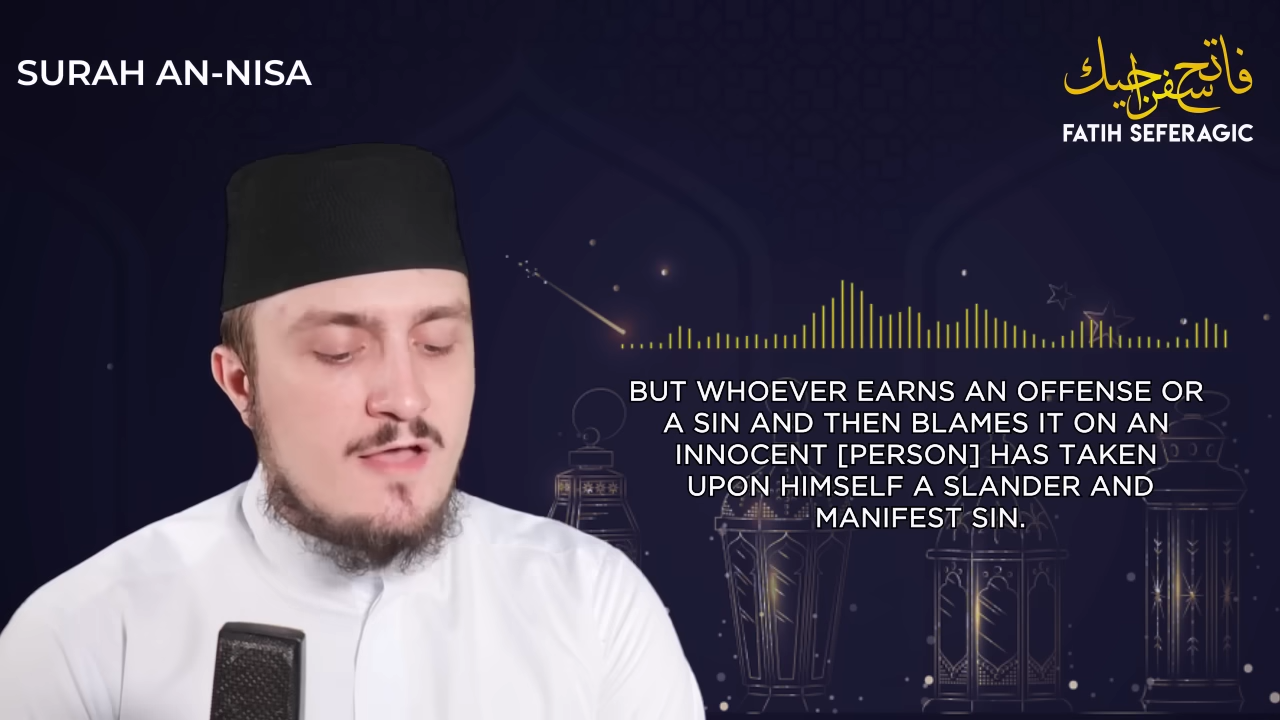 SURAH AN-NISA
فاتح سفراجيك
FATIH SEFERAGIC
BUT WHOEVER EARNS AN OFFENSE OR
A SIN AND THEN BLAMES IT ON AN
INNOCENT [PERSON] HAS TAKEN
UPON HIMSELF A SLANDER AND
MANIFEST SIN.